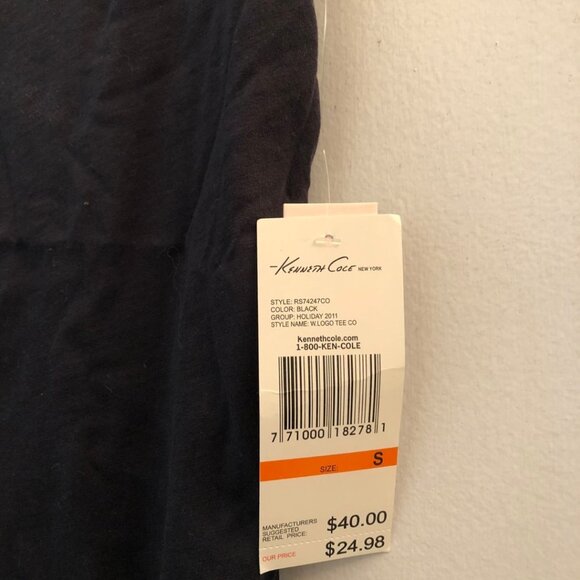 Kenneth Cole NEW YORK
STYLE: RS74247CO
COLOR: BLACK
GROUP: HOLIDAY 2011
STYLE NAME: W.LOGO TEE CO
kennethcole.com
1-800-KEN-COLE
7 71000 18278 1
SIZE: S
MANUFACTURERS SUGGESTED RETAIL PRICE: $40.00
OUR PRICE $24.98